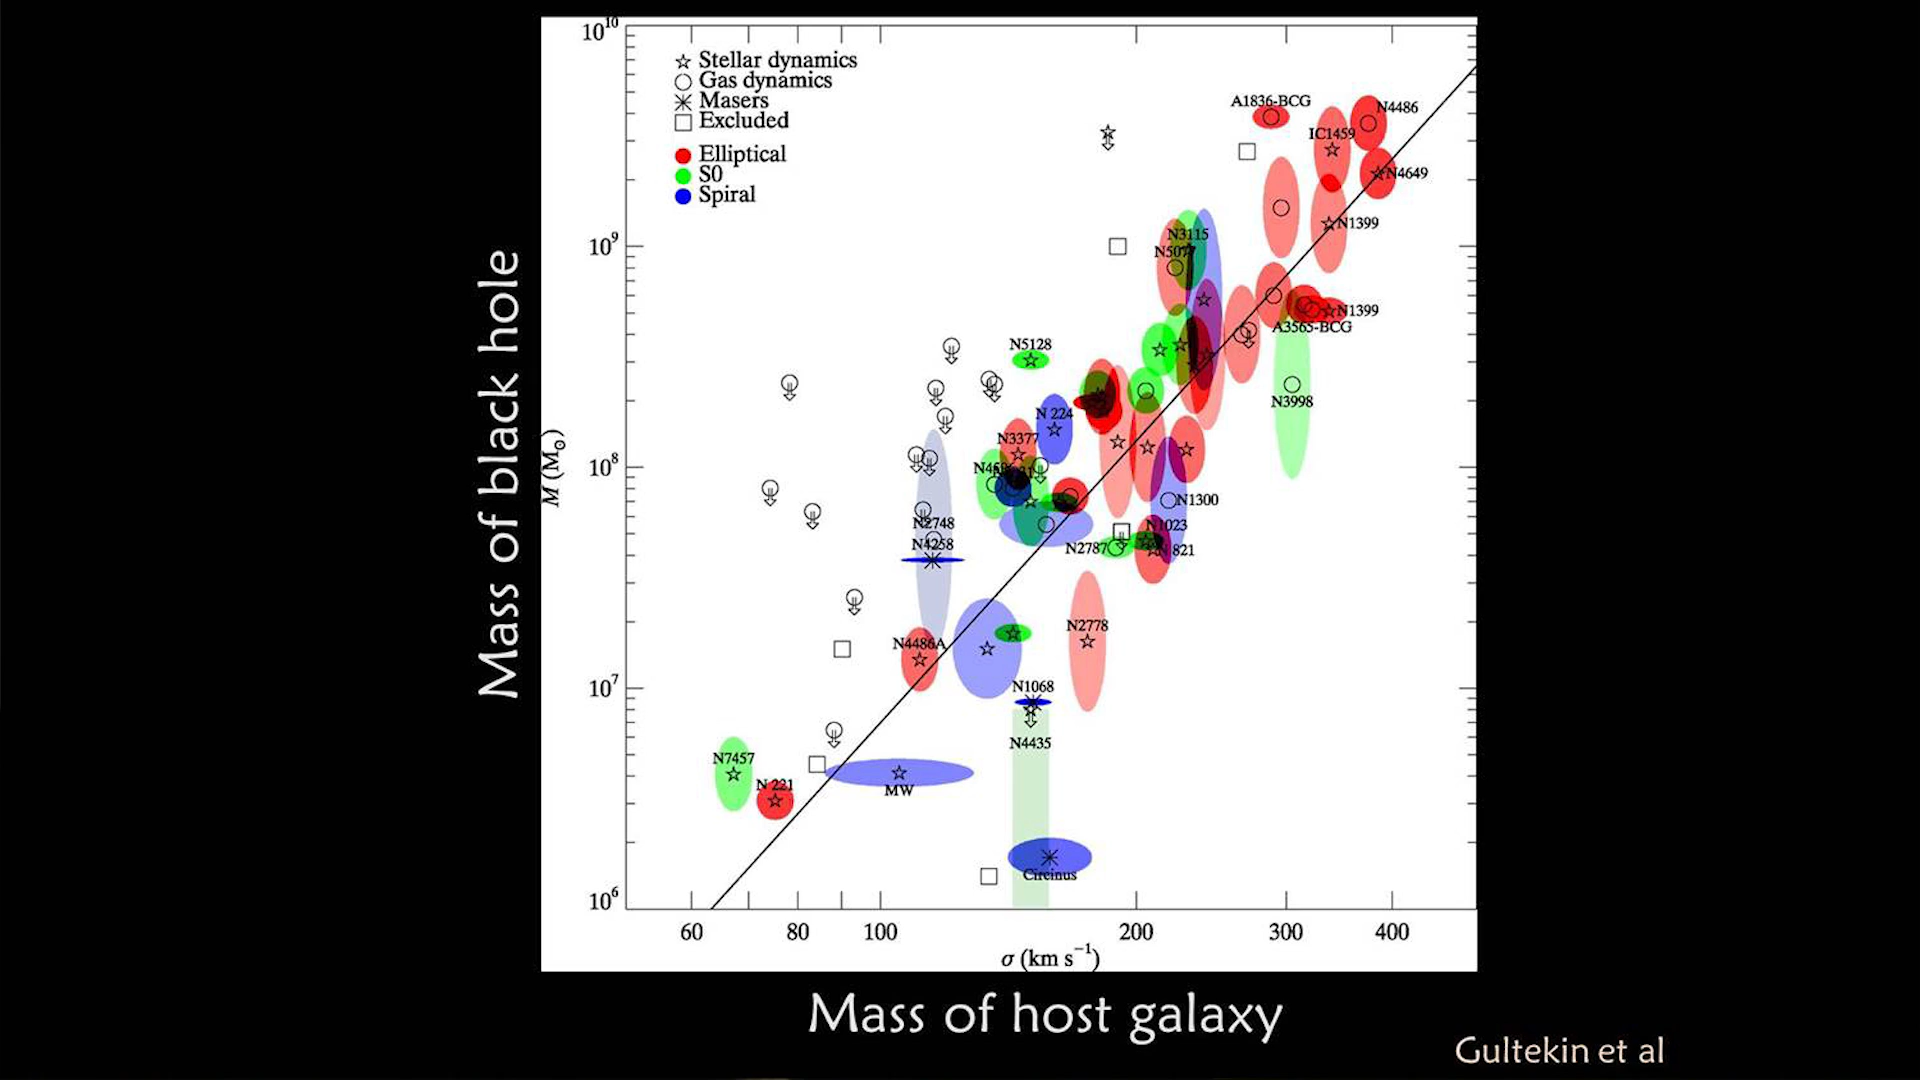 10^10
Stellar dynamics
Gas dynamics
Masers
Excluded
Elliptical
S0
Spiral
A1836-BCG
N4486
IC1459
N4649
N1399
10^9
N3115
N5077
N1399
A3565-BCG
N5128
N3998
N 224
N3377
10^8
N1300
N2748
N1023
N4258
N2787
N 821
N2778
N4486A
10^7
N1068
N4435
N7457
N 221
MW
Circinus
10^6
60 80 100 200 300 400
M (M⊙)
σ (km s⁻¹)
Mass of black hole
Mass of host galaxy
Gultekin et al